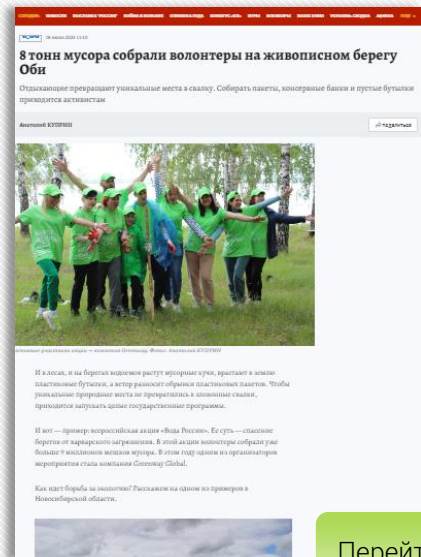 8 тонн мусора собрали волонтеры на живописном берегу
Оби
Отдыхающие превращают уникальные места в свалку. Собирать пакеты, консервные банки и пустые бутылки
приходится активистам
Анатолий КУПРИН
поделиться
И в лесах, и на берегах водоемов растут мусорные кучи, врастают в землю
пластиковые бутылки, а ветер разносит обрывки пластиковых пакетов. Чтобы
уникальные природные места не превратились в зловонные свалки,
приходится запускать целые государственные программы.
И вот — пример: всероссийская акция «Вода России». Ее суть — спасение
берегов от варварского загрязнения. В этой акции волонтеры собрали уже
больше 9 миллионов мешков мусора. В этом году одним из организаторов
мероприятия стала компания Greenway Global.
Как идет борьба за экологию? Расскажем на одном из примеров в
Новосибирской области.
Перейт